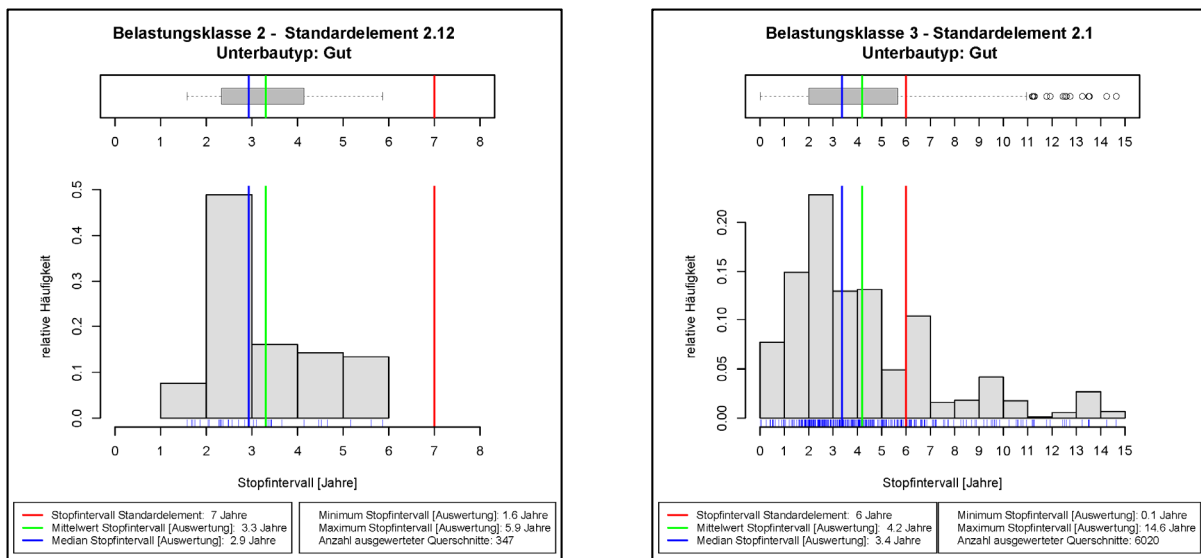 Belastungsklasse 2 - Standardelement 2.12
Unterbautyp: Gut
0 1 2 3 4 5 6 7 8
relative Häufigkeit
0.5
0.4
0.3
0.2
0.1
0.0
0 1 2 3 4 5 6 7 8
Stopfintervall [Jahre]
Stopfintervall Standardelement: 7 Jahre
Mittelwert Stopfintervall [Auswertung]: 3.3 Jahre
Median Stopfintervall [Auswertung]: 2.9 Jahre
Minimum Stopfintervall [Auswertung]: 1.6 Jahre
Maximum Stopfintervall [Auswertung]: 5.9 Jahre
Anzahl ausgewerteter Querschnitte: 347
Belastungsklasse 3 - Standardelement 2.1
Unterbautyp: Gut
0 1 2 3 4 5 6 7 8 9 10 11 12 13 14 15
relative Häufigkeit
0.20
0.15
0.10
0.05
0.00
0 1 2 3 4 5 6 7 8 9 10 11 12 13 14 15
Stopfintervall [Jahre]
Stopfintervall Standardelement: 6 Jahre
Mittelwert Stopfintervall [Auswertung]: 4.2 Jahre
Median Stopfintervall [Auswertung]: 3.4 Jahre
Minimum Stopfintervall [Auswertung]: 0.1 Jahre
Maximum Stopfintervall [Auswertung]: 14.6 Jahre
Anzahl ausgewerteter Querschnitte: 6020